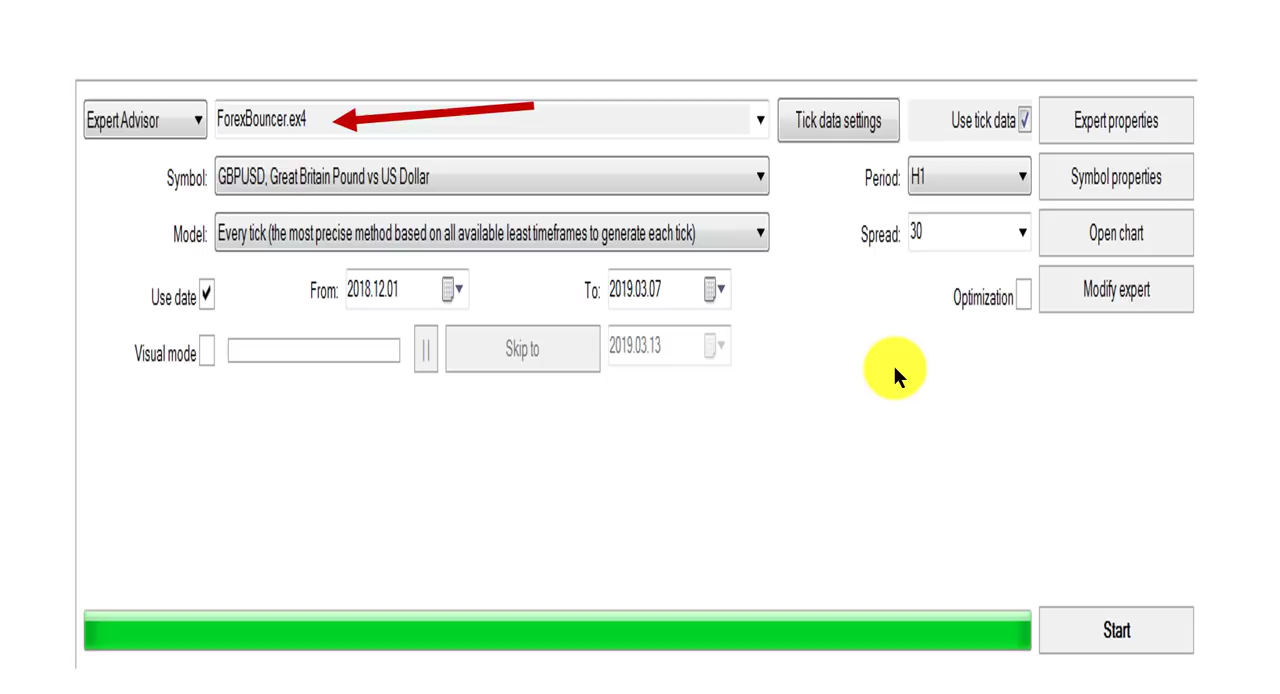 Expert Advisor ForexBouncer.ex4 Tick data settings Use tick data Expert properties
Symbol: GBPUSD, Great Britain Pound vs US Dollar Period: H1 Symbol properties
Model: Every tick (the most precise method based on all available least timeframes to generate each tick) Spread: 30 Open chart
Use date From: 2018.12.01 To: 2019.03.07 Optimization Modify expert
Visual mode Skip to 2019.03.13
Start